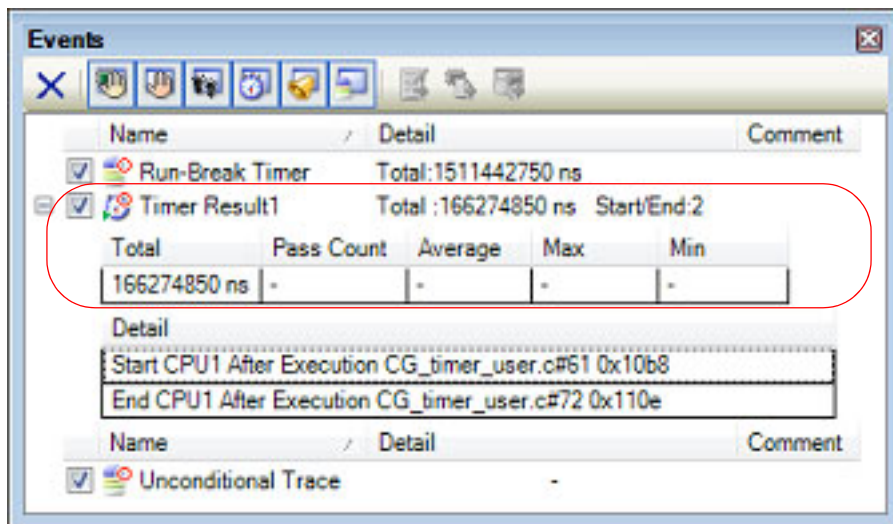 Events
Name / Detail Comment
Run-Break Timer Total:1511442750 ns
Timer Result1 Total :166274850 ns Start/End:2
Total Pass Count Average Max Min
166274850 ns - - - -
Detail
Start CPU1 After Execution CG_timer_user.c#61 0x10b8
End CPU1 After Execution CG_timer_user.c#72 0x110e
Name / Detail Comment
Unconditional Trace -